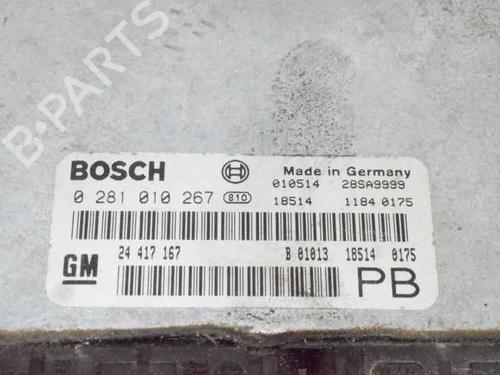 B-PARTS
BOSCH
Made in Germany
0 281 010 267 810
010514 28SA9999
18514 1184 0175
GM
24 417 167
B 01013 18514 0175
PB